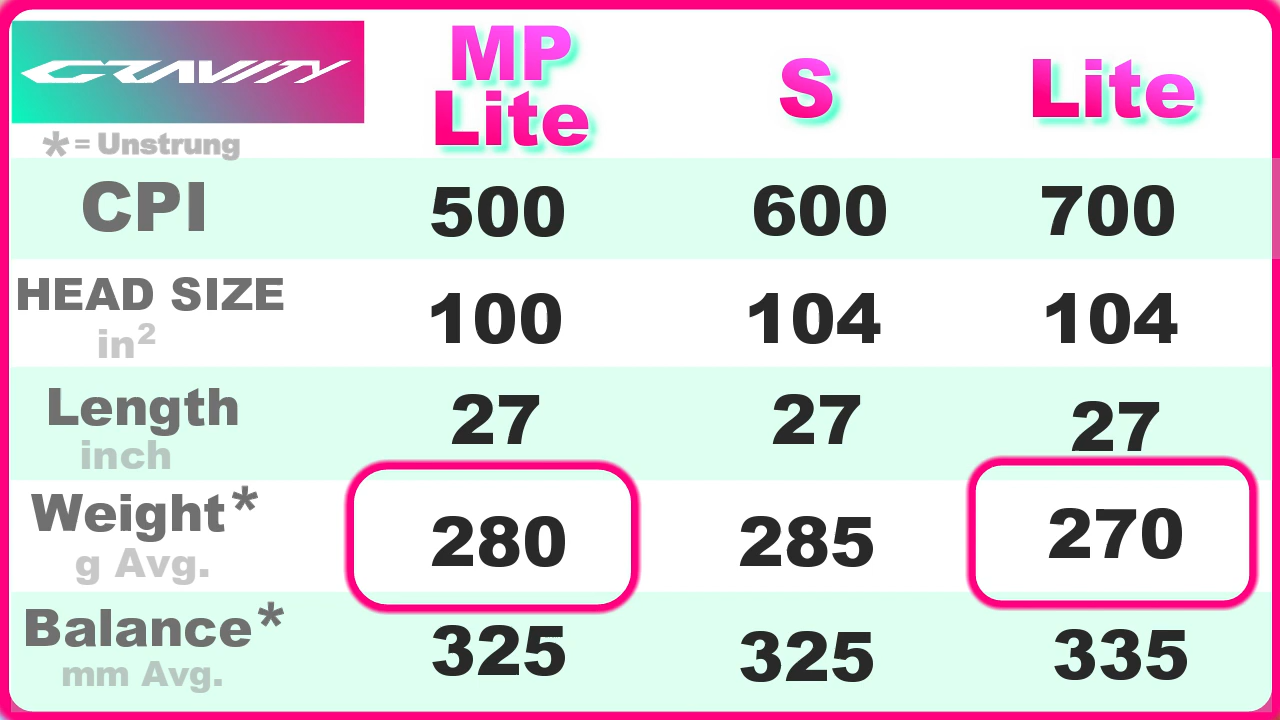 GRAVITY MP Lite S Lite
* = Unstrung
CPI 500 600 700
HEAD SIZE in² 100 104 104
Length inch 27 27 27
Weight* g Avg. 280 285 270
Balance* mm Avg. 325 325 335